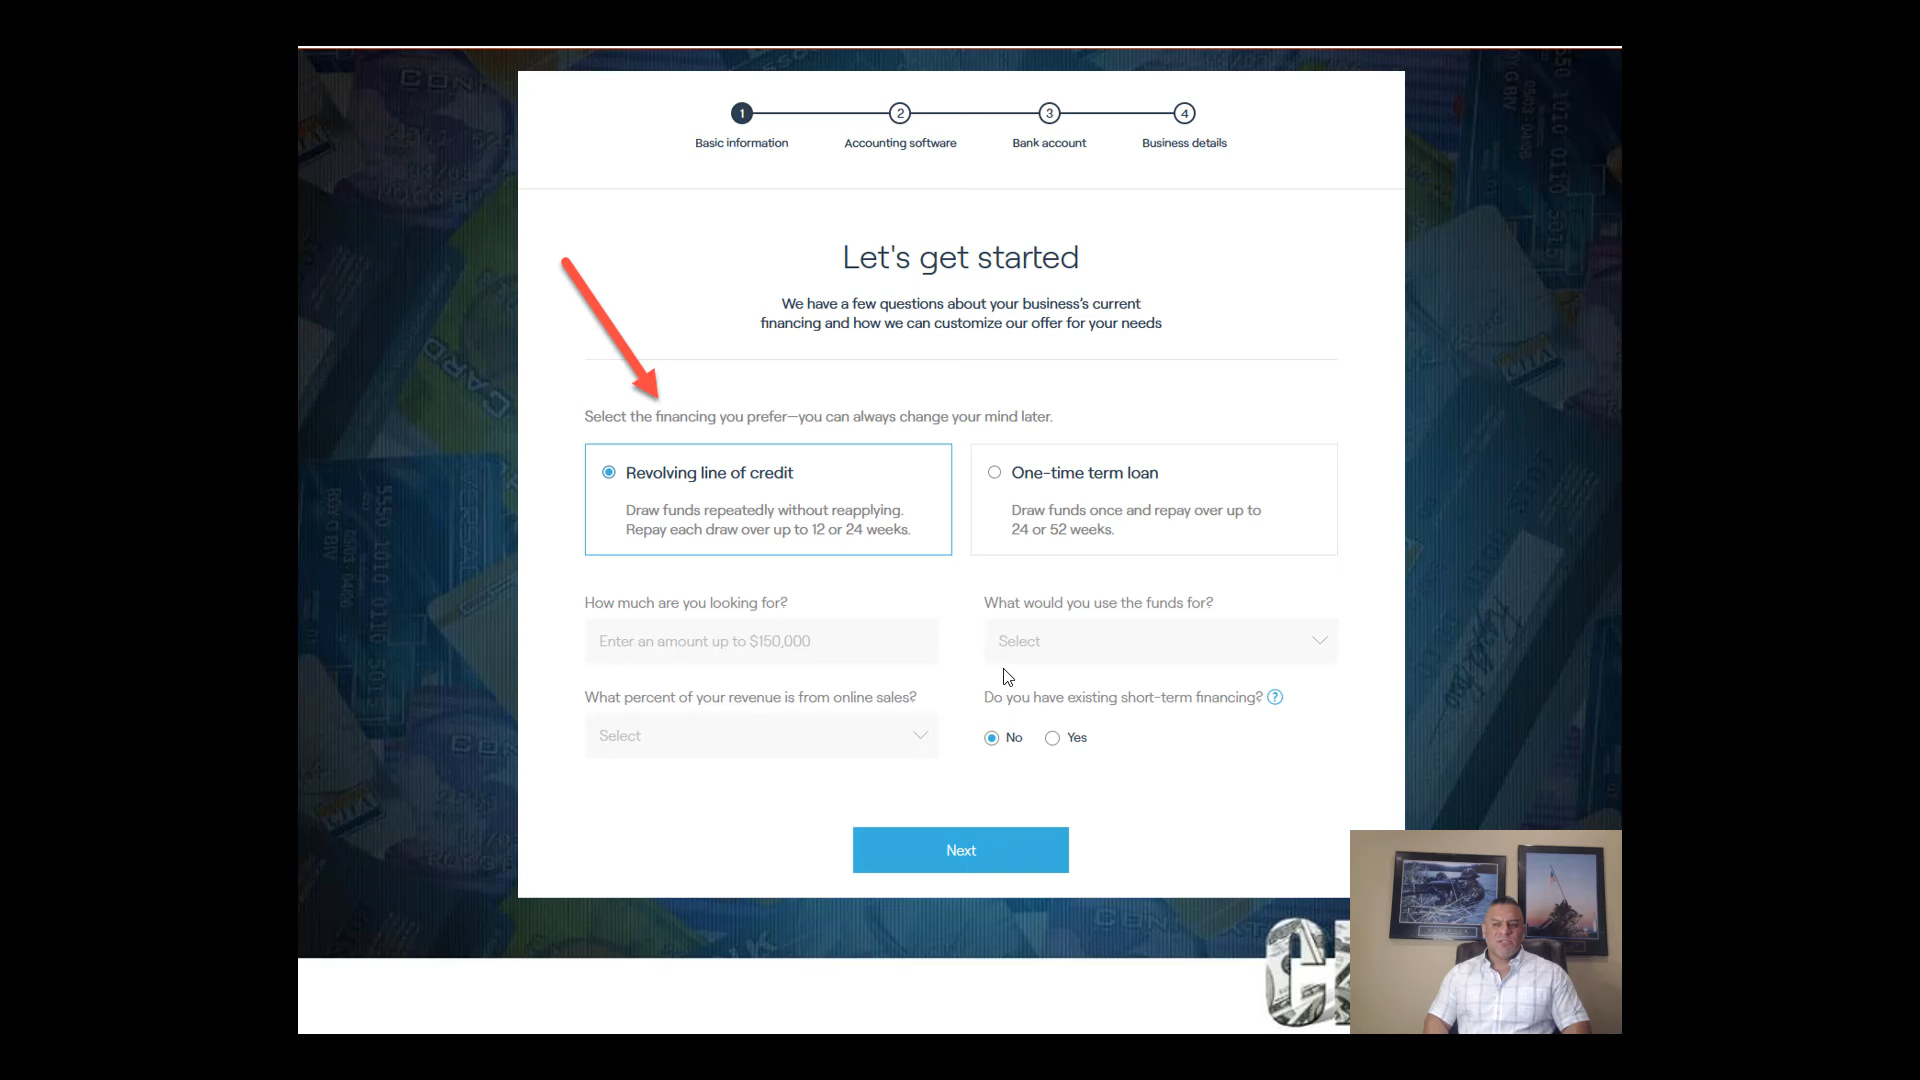 1 2 3 4
Basic information Accounting software Bank account Business details
Let's get started
We have a few questions about your business's current
financing and how we can customize our offer for your needs
Select the financing you prefer—you can always change your mind later.
Revolving line of credit
Draw funds repeatedly without reapplying.
Repay each draw over up to 12 or 24 weeks.
One-time term loan
Draw funds once and repay over up to
24 or 52 weeks.
How much are you looking for?
Enter an amount up to $150,000
What would you use the funds for?
Select
What percent of your revenue is from online sales?
Select
Do you have existing short-term financing? ?
No Yes
Next